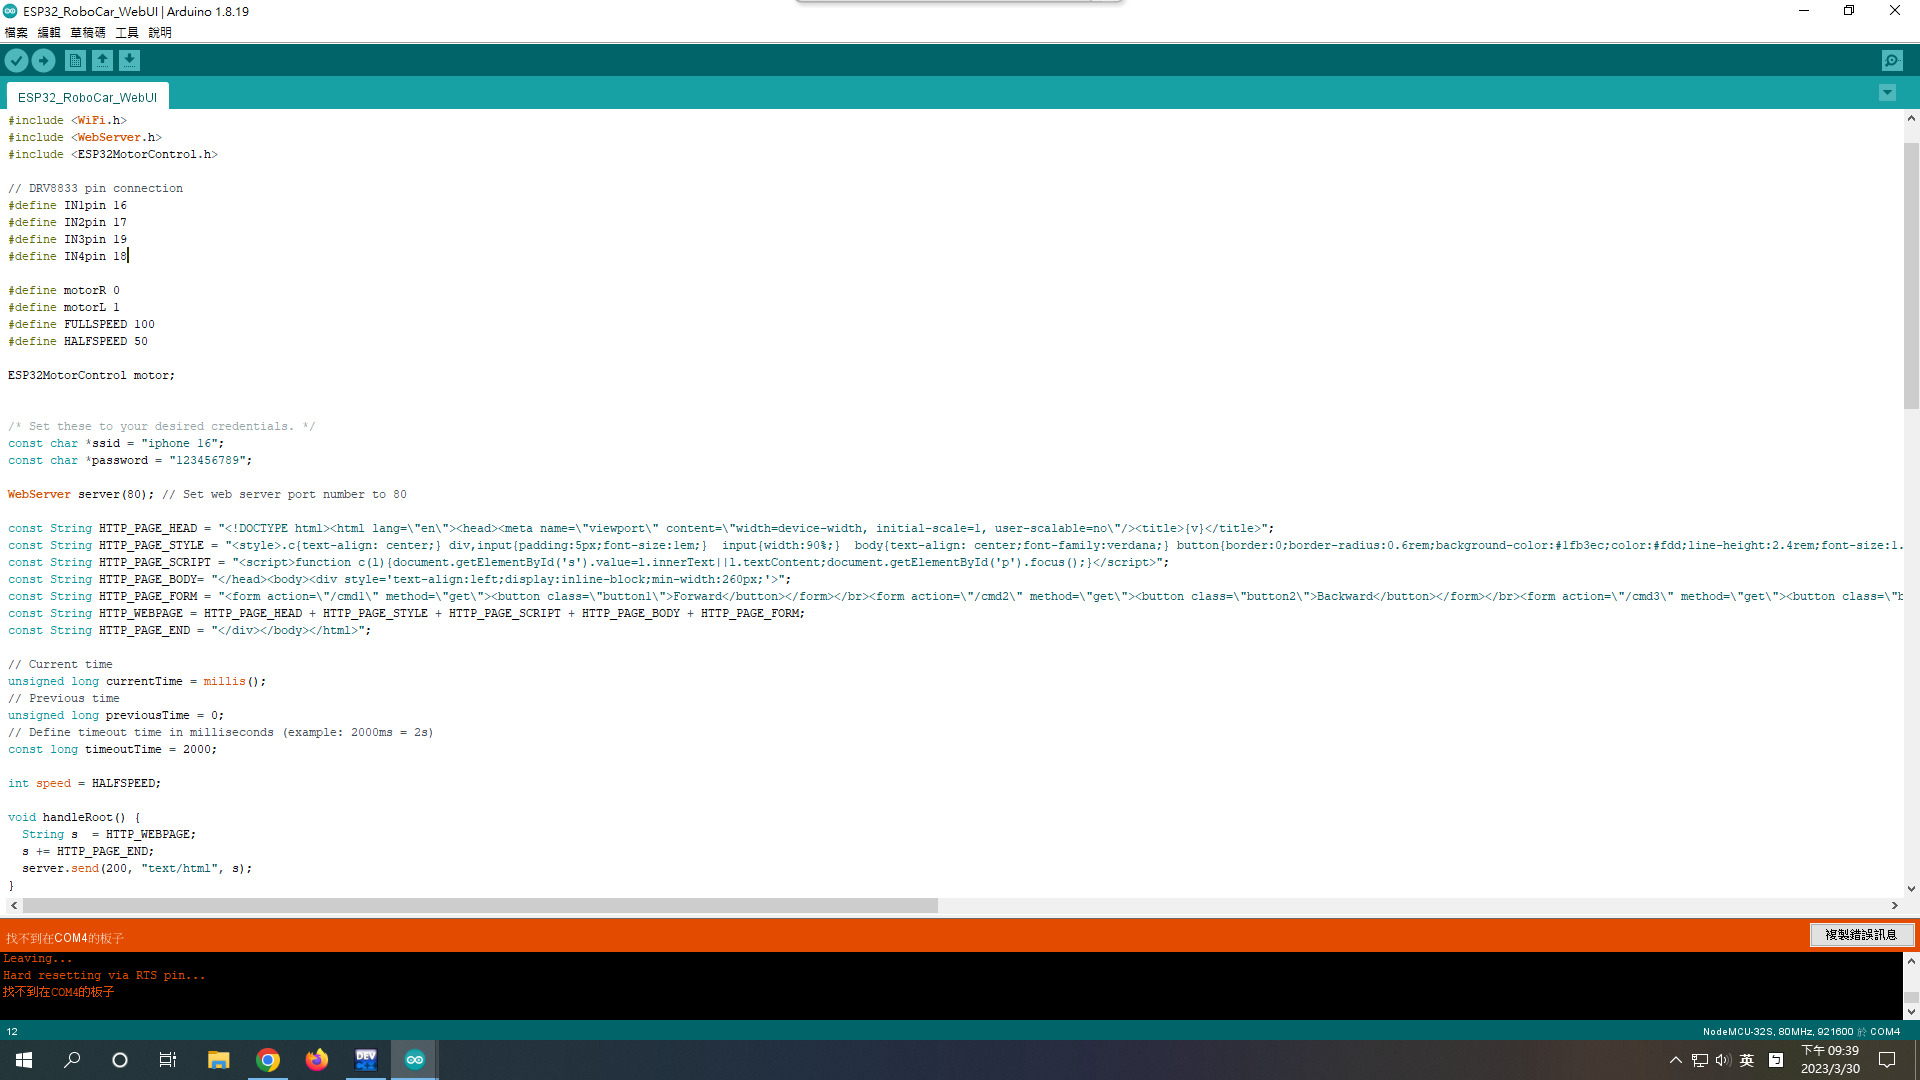 ESP32_RoboCar_WebUI | Arduino 1.8.19
檔案 編輯 草稿碼 工具 說明
ESP32_RoboCar_WebUI
#include <WiFi.h>
#include <WebServer.h>
#include <ESP32MotorControl.h>
// DRV8833 pin connection
#define IN1pin 16
#define IN2pin 17
#define IN3pin 19
#define IN4pin 18
#define motorR 0
#define motorL 1
#define FULLSPEED 100
#define HALFSPEED 50
ESP32MotorControl motor;
/* Set these to your desired credentials. */
const char *ssid = "iphone 16";
const char *password = "123456789";
WebServer server(80); // Set web server port number to 80
const String HTTP_PAGE_HEAD = "<!DOCTYPE html><html lang=\"en\"><head><meta name=\"viewport\" content=\"width=device-width, initial-scale=1, user-scalable=no\"/><title>{v}</title>";
const String HTTP_PAGE_STYLE = "<style>.c{text-align: center;} div,input{padding:5px;font-size:1em;}  input{width:90%;}  body{text-align: center;font-family:verdana;} button{border:0;border-radius:0.6rem;background-color:#1fb3ec;color:#fdd;line-height:2.4rem;font-size:1.
const String HTTP_PAGE_SCRIPT = "<script>function c(l){document.getElementById('s').value=l.innerText||l.textContent;document.getElementById('p').focus();}</script>";
const String HTTP_PAGE_BODY= "</head><body><div style='text-align:left;display:inline-block;min-width:260px;'>";
const String HTTP_PAGE_FORM = "<form action=\"/cmd1\" method=\"get\"><button class=\"button1\">Forward</button></form></br><form action=\"/cmd2\" method=\"get\"><button class=\"button2\">Backward</button></form></br><form action=\"/cmd3\" method=\"get\"><button class=\"b
const String HTTP_WEBPAGE = HTTP_PAGE_HEAD + HTTP_PAGE_STYLE + HTTP_PAGE_SCRIPT + HTTP_PAGE_BODY + HTTP_PAGE_FORM;
const String HTTP_PAGE_END = "</div></body></html>";
// Current time
unsigned long currentTime = millis();
// Previous time
unsigned long previousTime = 0;
// Define timeout time in milliseconds (example: 2000ms = 2s)
const long timeoutTime = 2000;
int speed = HALFSPEED;
void handleRoot() {
  String s  = HTTP_WEBPAGE;
  s += HTTP_PAGE_END;
  server.send(200, "text/html", s);
}
找不到在COM4的板子
複製錯誤訊息
Leaving...
Hard resetting via RTS pin...
找不到在COM4的板子
12
NodeMCU-32S, 80MHz, 921600 於 COM4
DEV C++
英
下午 09:39
2023/3/30